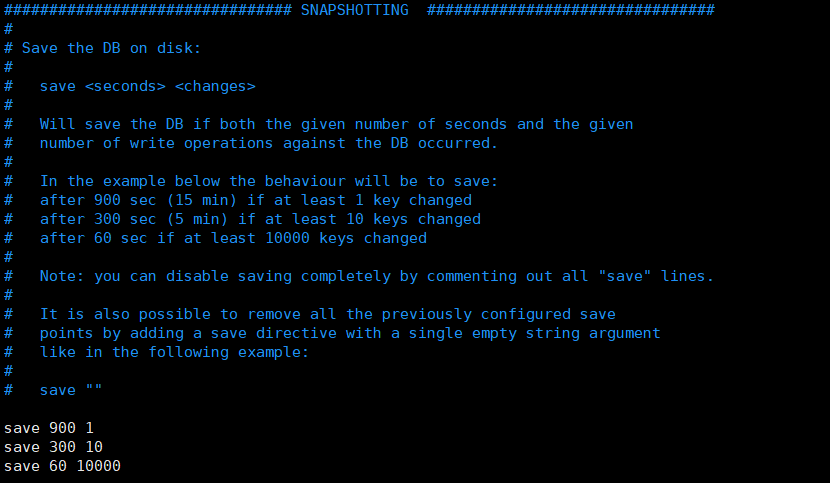 ################################ SNAPSHOTTING  ################################
#
# Save the DB on disk:
#
#   save <seconds> <changes>
#
#   Will save the DB if both the given number of seconds and the given
#   number of write operations against the DB occurred.
#
#   In the example below the behaviour will be to save:
#   after 900 sec (15 min) if at least 1 key changed
#   after 300 sec (5 min) if at least 10 keys changed
#   after 60 sec if at least 10000 keys changed
#
#   Note: you can disable saving completely by commenting out all "save" lines.
#
#   It is also possible to remove all the previously configured save
#   points by adding a save directive with a single empty string argument
#   like in the following example:
#
#   save ""

save 900 1
save 300 10
save 60 10000